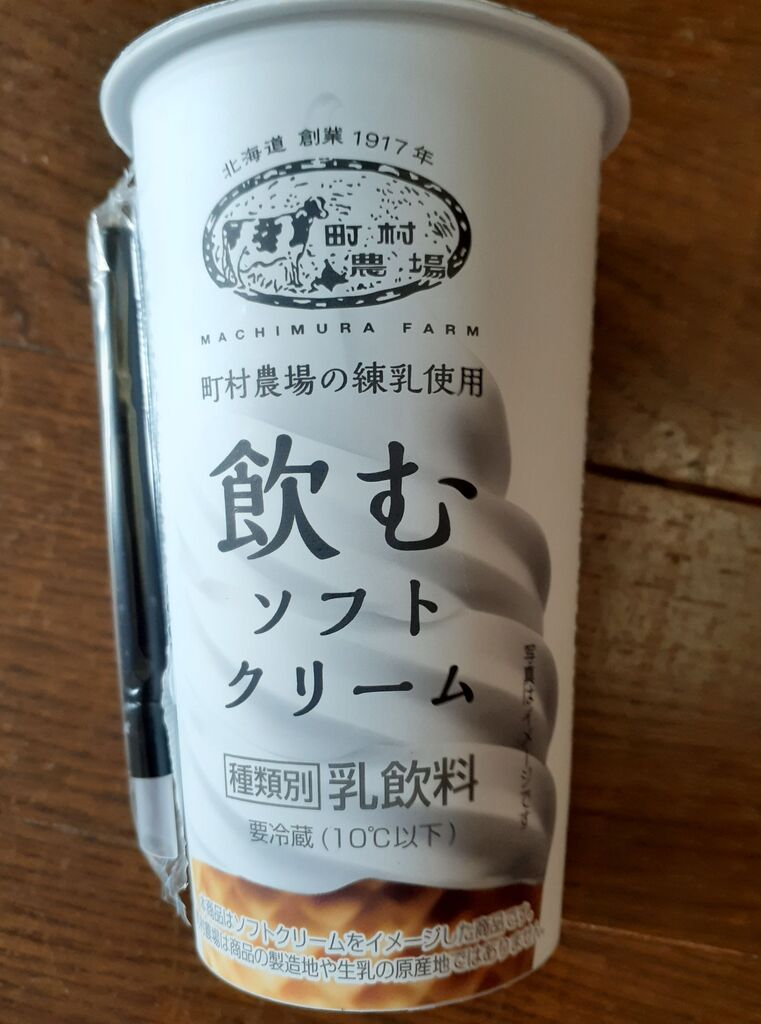 北海道 創業1917年
町村
農場
MACHIMURA FARM
町村農場の練乳使用
飲む
ソフト
クリーム
種類別 乳飲料
要冷蔵(10℃以下)
写真はイメージです
本商品はソフトクリームをイメージした商品です。
町村農場は商品の製造地や生乳の原産地ではありません。